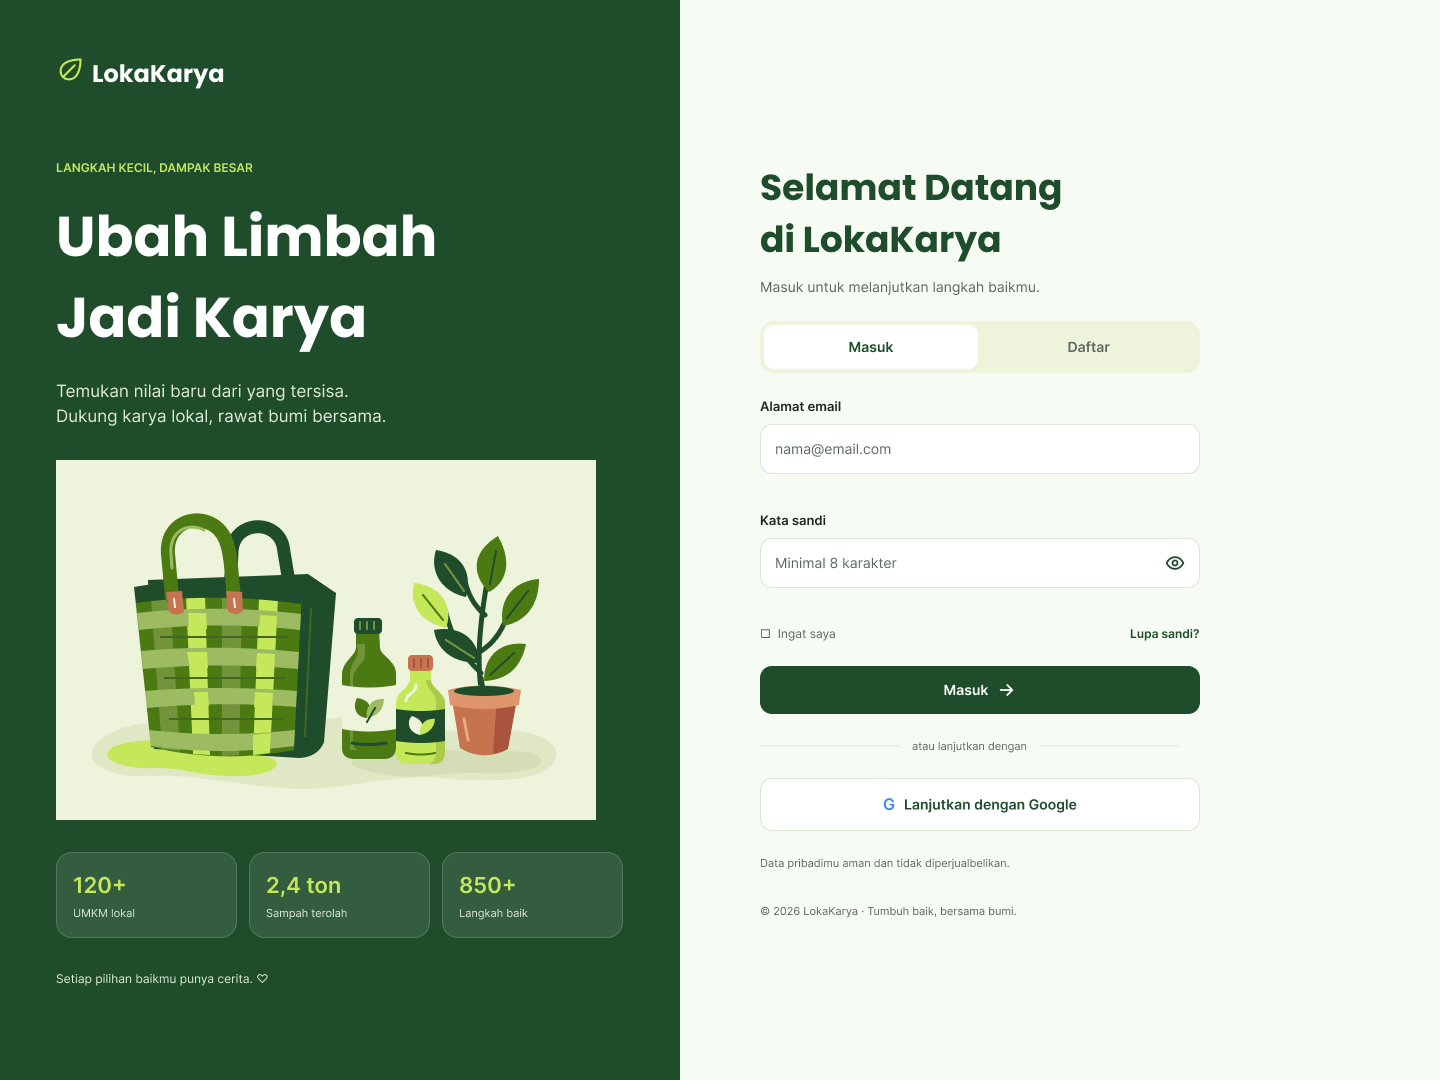 LokaKarya
LANGKAH KECIL, DAMPAK BESAR
Ubah Limbah
Jadi Karya
Temukan nilai baru dari yang tersisa.
Dukung karya lokal, rawat bumi bersama.
120+
UMKM lokal
2,4 ton
Sampah terolah
850+
Langkah baik
Setiap pilihan baikmu punya cerita. ♡
Selamat Datang
di LokaKarya
Masuk untuk melanjutkan langkah baikmu.
Masuk
Daftar
Alamat email
nama@email.com
Kata sandi
Minimal 8 karakter
Ingat saya
Lupa sandi?
Masuk →
atau lanjutkan dengan
G Lanjutkan dengan Google
Data pribadimu aman dan tidak diperjualbelikan.
© 2026 LokaKarya · Tumbuh baik, bersama bumi.